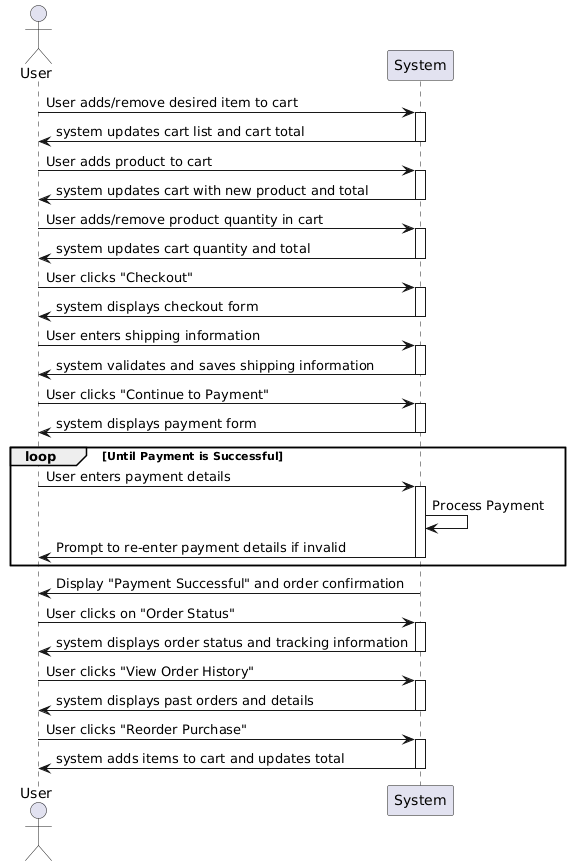 User
System
User adds/remove desired item to cart
system updates cart list and cart total
User adds product to cart
system updates cart with new product and total
User adds/remove product quantity in cart
system updates cart quantity and total
User clicks "Checkout"
system displays checkout form
User enters shipping information
system validates and saves shipping information
User clicks "Continue to Payment"
system displays payment form
loop [Until Payment is Successful]
User enters payment details
Process Payment
Prompt to re-enter payment details if invalid
Display "Payment Successful" and order confirmation
User clicks on "Order Status"
system displays order status and tracking information
User clicks "View Order History"
system displays past orders and details
User clicks "Reorder Purchase"
system adds items to cart and updates total
User
System